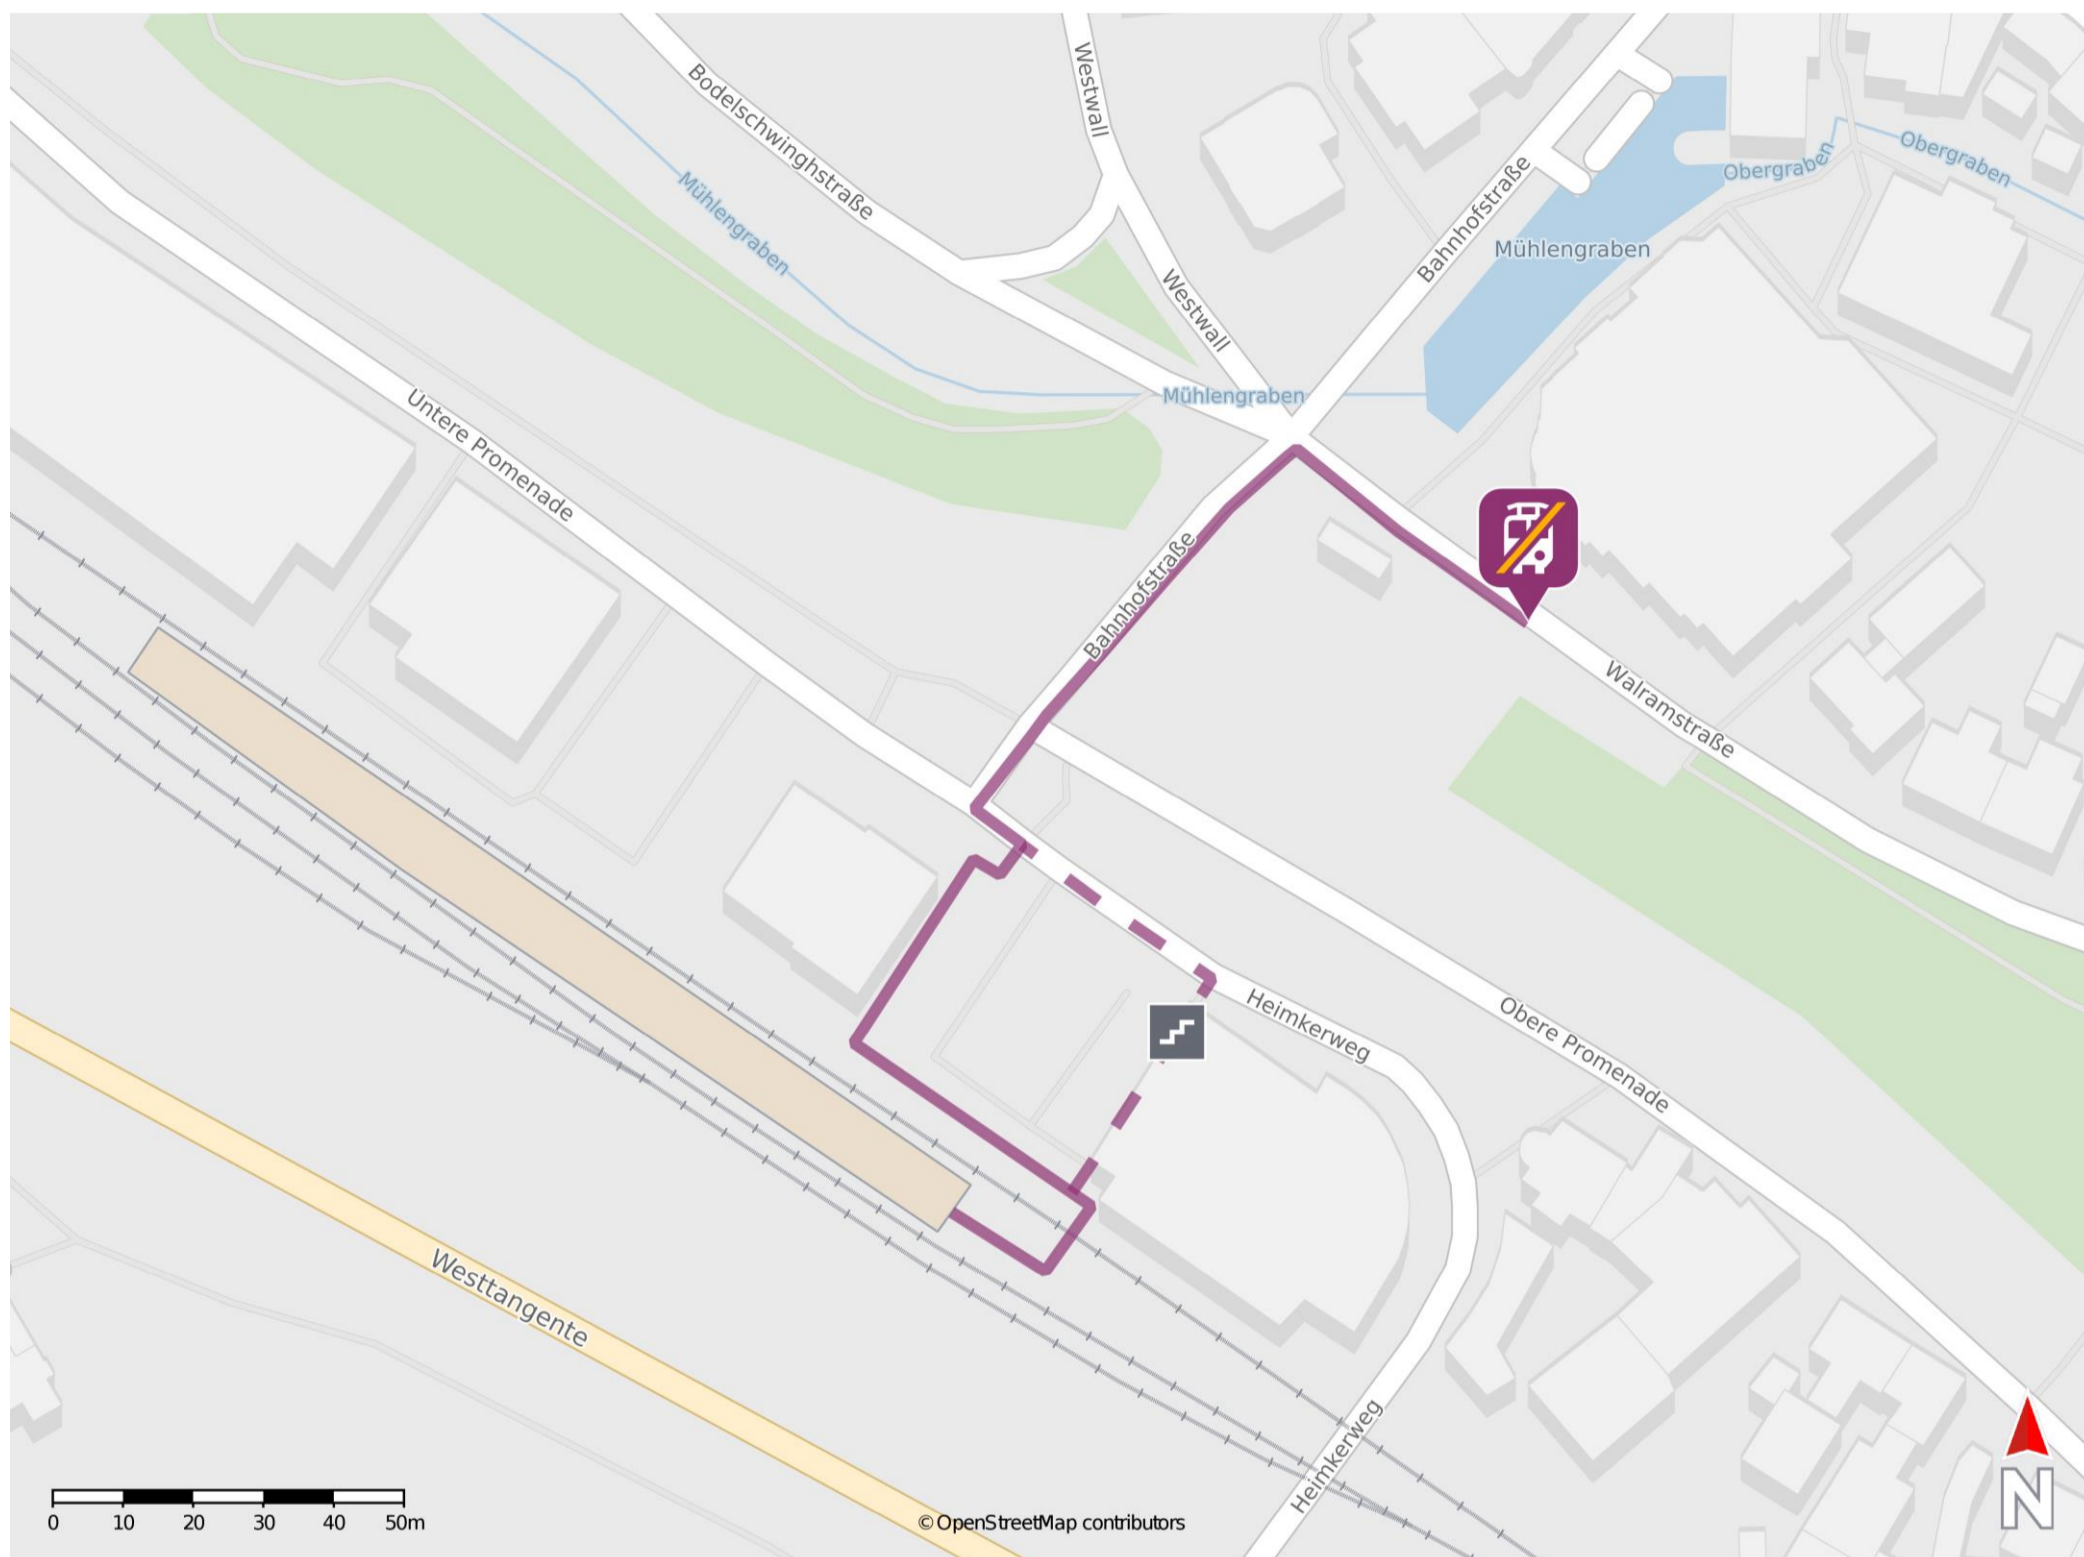 Westwall
Bodelschwinghstraße
Obergraben
Obergraben
Mühlengraben
Bahnhofstraße
Mühlengraben
Westwall
Mühlengraben
Untere Promenade
Bahnhofstraße
Walramstraße
Heimkerweg
Obere Promenade
Westtangente
Heimkerweg
N
0 10 20 30 40 50m
© OpenStreetMap contributors